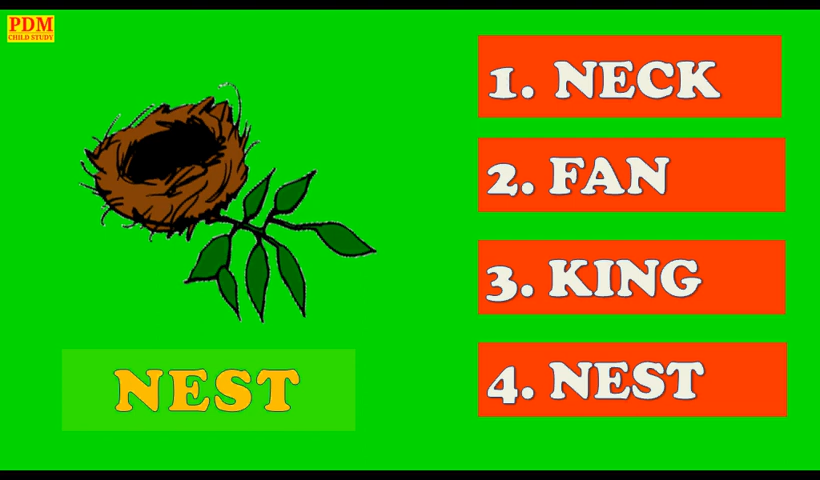 PDM
CHILD STUDY
1. NECK
2. FAN
3. KING
4. NEST
NEST